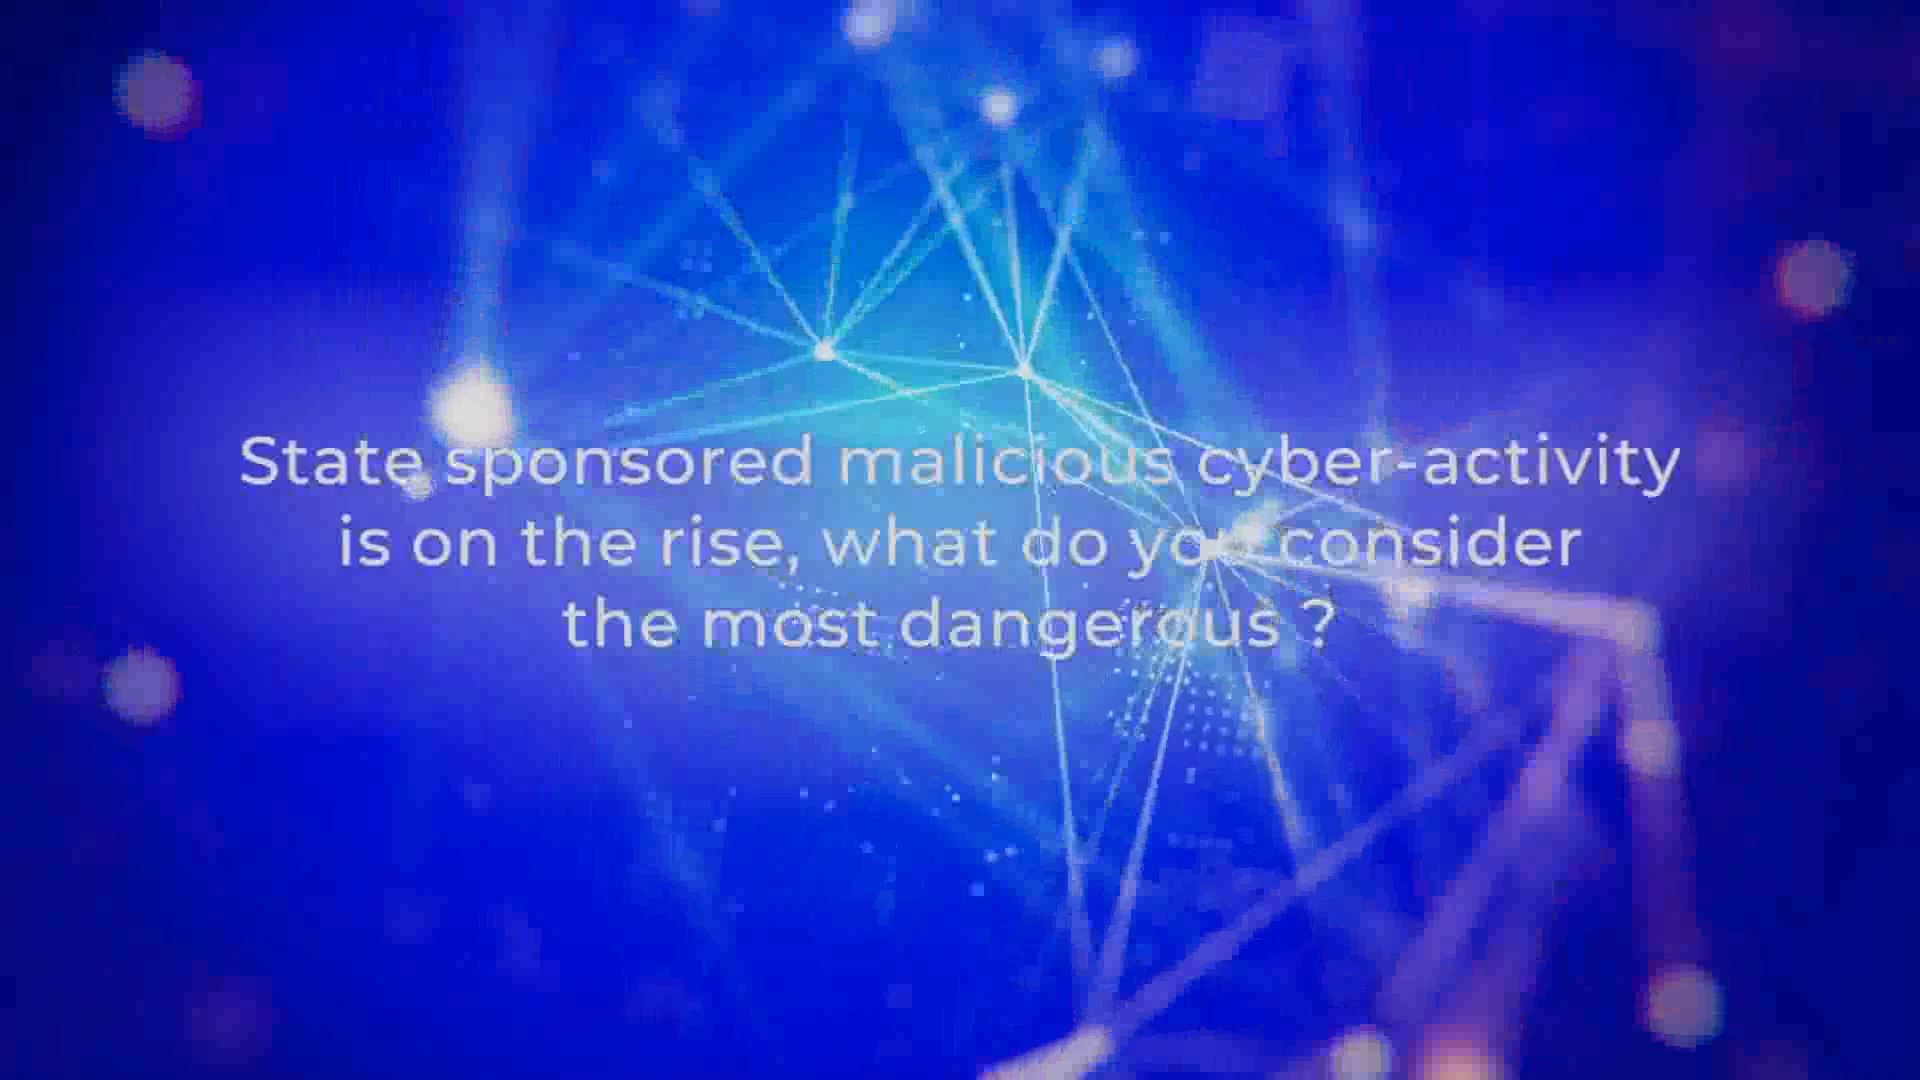 State sponsored malicious cyber-activity
is on the rise, what do you consider
the most dangerous ?